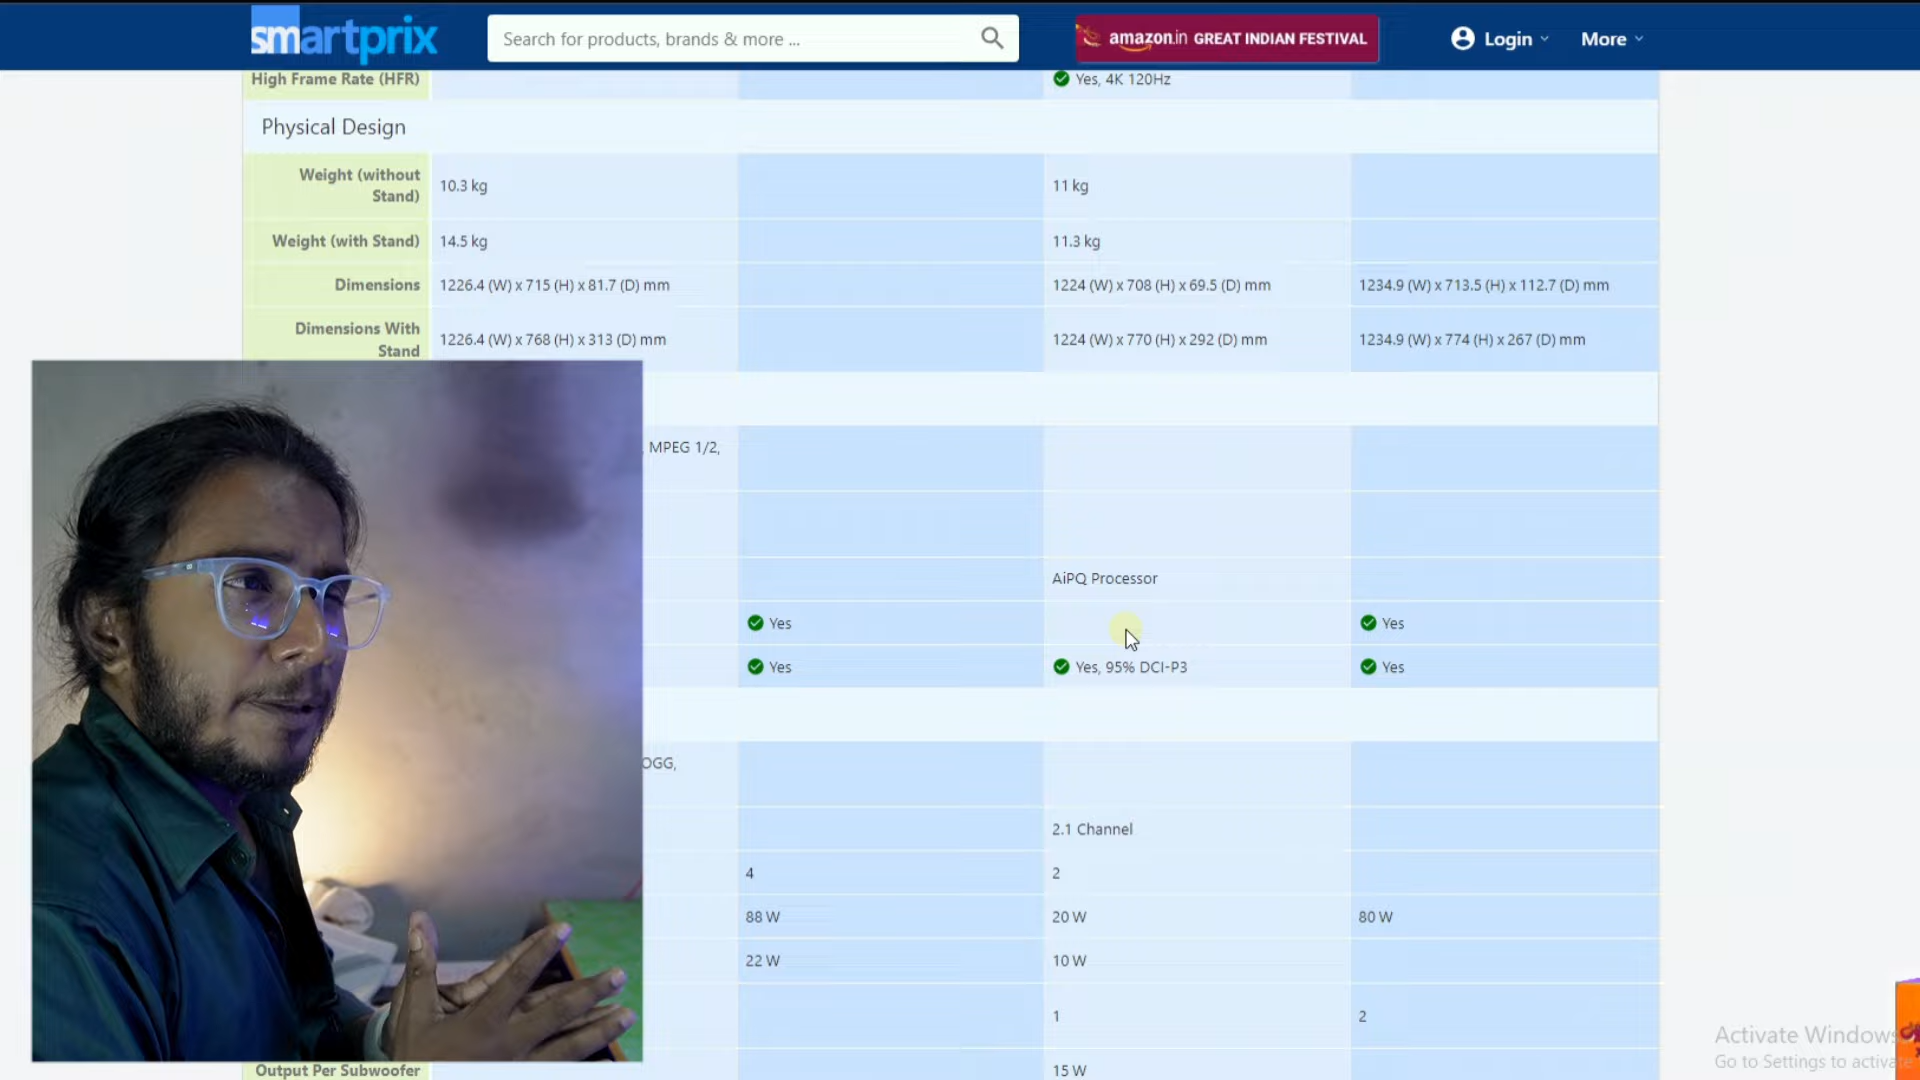 smartprix
Search for products, brands & more ...
amazon.in GREAT INDIAN FESTIVAL
Login
More
High Frame Rate (HFR)
Yes, 4K 120Hz
Physical Design
Weight (without
Stand)
10.3 kg
11 kg
Weight (with Stand)
14.5 kg
11.3 kg
Dimensions
1226.4 (W) x 715 (H) x 81.7 (D) mm
1224 (W) x 708 (H) x 69.5 (D) mm
1234.9 (W) x 713.5 (H) x 112.7 (D) mm
Dimensions With
Stand
1226.4 (W) x 768 (H) x 313 (D) mm
1224 (W) x 770 (H) x 292 (D) mm
1234.9 (W) x 774 (H) x 267 (D) mm
, MPEG 1/2,
AiPQ Processor
Yes
Yes
Yes
Yes, 95% DCI-P3
Yes
OGG,
2.1 Channel
4
2
88 W
20 W
80 W
22 W
10 W
1
2
Output Per Subwoofer
15 W
Activate Windows
Go to Settings to activate